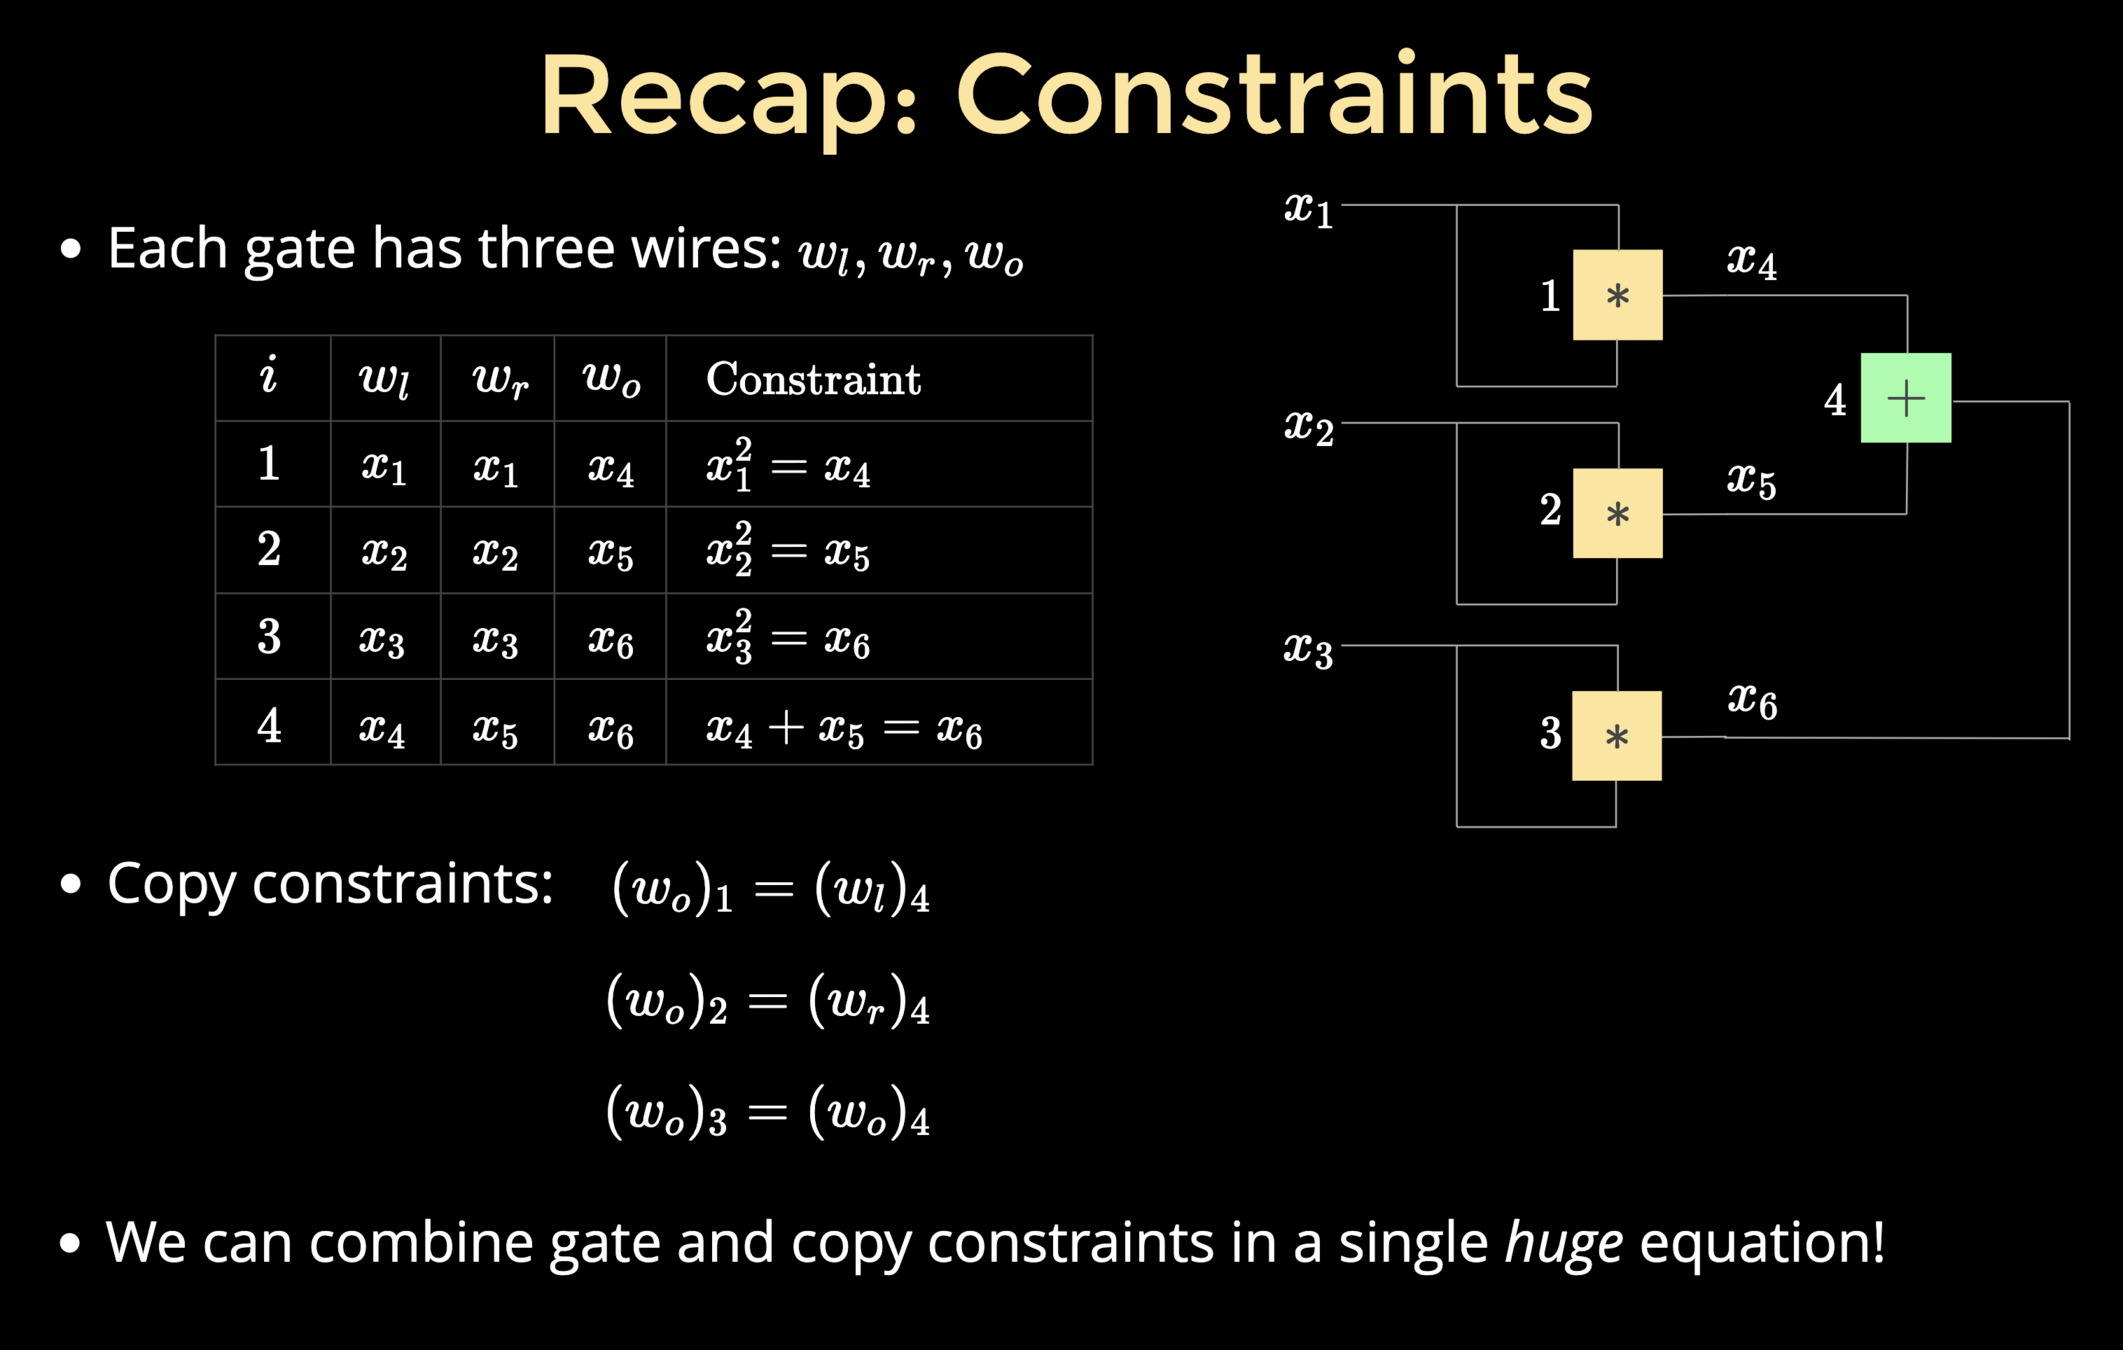 Recap: Constraints
• Each gate has three wires: w_l, w_r, w_o
i w_l w_r w_o Constraint
1 x_1 x_1 x_4 x_1^2 = x_4
2 x_2 x_2 x_5 x_2^2 = x_5
3 x_3 x_3 x_6 x_3^2 = x_6
4 x_4 x_5 x_6 x_4 + x_5 = x_6
x_1
1 *
x_4
4 +
x_2
2 *
x_5
x_3
3 *
x_6
• Copy constraints: (w_o)_1 = (w_l)_4
(w_o)_2 = (w_r)_4
(w_o)_3 = (w_o)_4
• We can combine gate and copy constraints in a single huge equation!